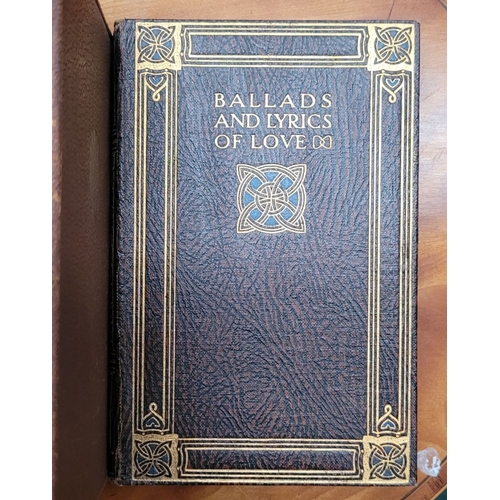 BALLADS
AND LYRICS
OF LOVE